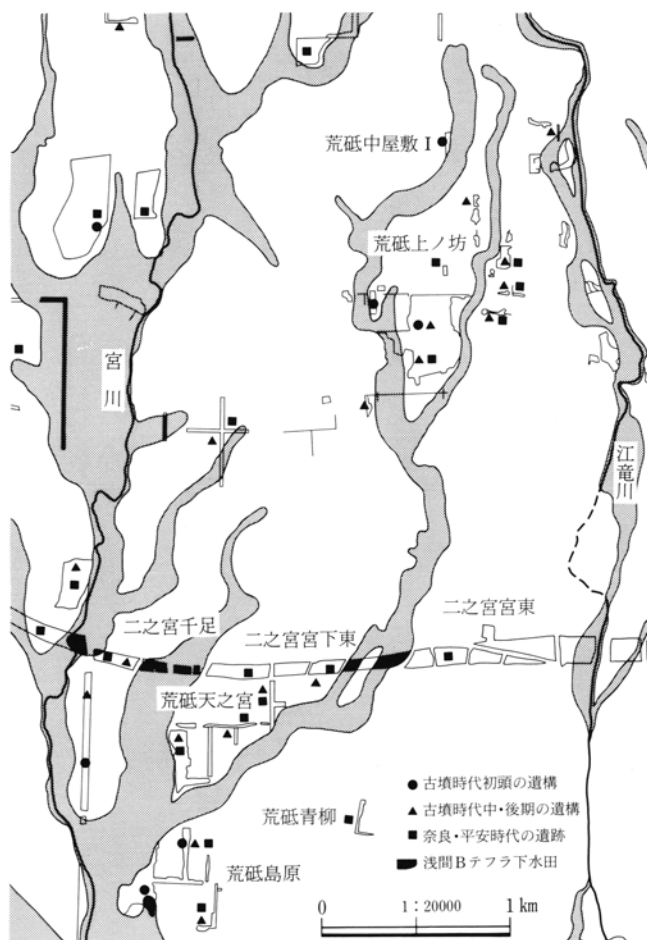 荒砥中屋敷Ⅰ
荒砥上ノ坊
宮川
江竜川
二之宮宮東
二之宮千足
二之宮宮下東
荒砥天之宮
荒砥青柳
荒砥島原
●古墳時代初頭の遺構
▲古墳時代中・後期の遺構
■奈良・平安時代の遺跡
浅間Bテフラ下水田
0 1:20000 1km